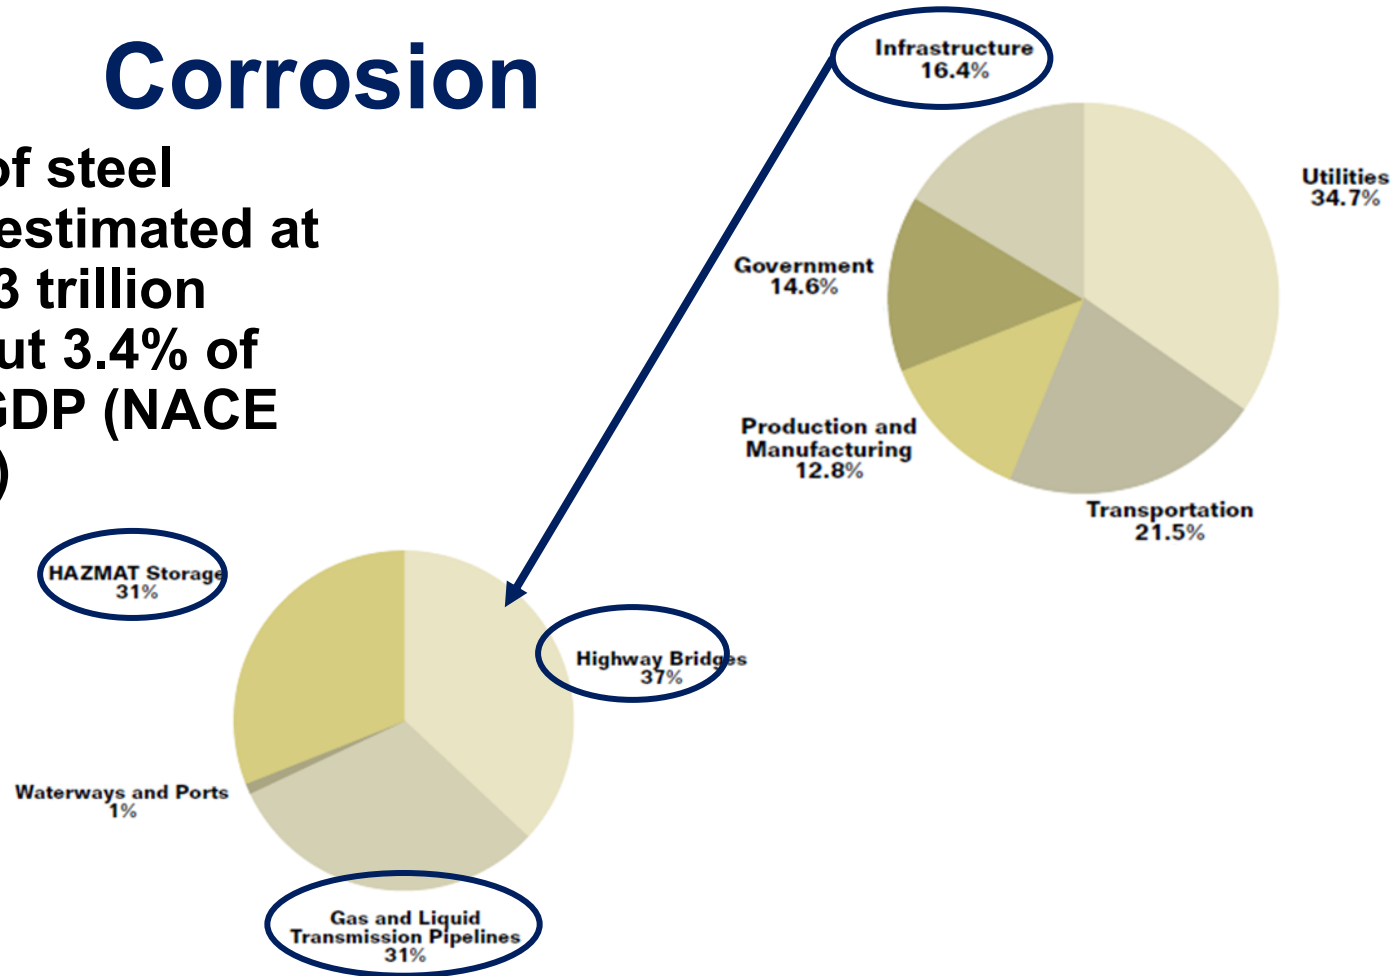 Corrosion
of steel
estimated at
3 trillion
ut 3.4% of
GDP (NACE
)
Infrastructure
16.4%
Utilities
34.7%
Government
14.6%
Production and
Manufacturing
12.8%
Transportation
21.5%
HAZMAT Storage
31%
Highway Bridges
37%
Waterways and Ports
1%
Gas and Liquid
Transmission Pipelines
31%